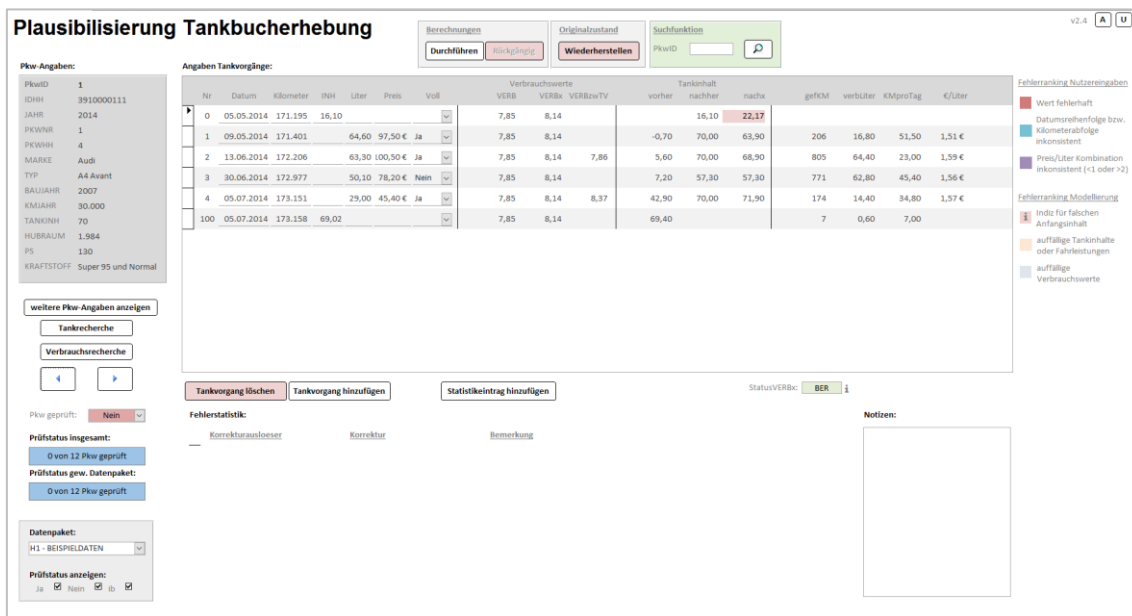 Plausibilisierung Tankbucherhebung
Berechnungen
Durchführen Rückgängig
Originalzustand
Wiederherstellen
Suchfunktion
PkwID
v2.4 A U
Pkw-Angaben:
PkwID 1
IDHH 3910000111
JAHR 2014
PKWNR 1
PKWHH 4
MARKE Audi
TYP A4 Avant
BAUJAHR 2007
KMJAHR 30.000
TANKINH 70
HUBRAUM 1.984
PS 130
KRAFTSTOFF Super 95 und Normal
weitere Pkw-Angaben anzeigen
Tankrecherche
Verbrauchsrecherche
Pkw geprüft: Nein
Prüfstatus insgesamt:
0 von 12 Pkw geprüft
Prüfstatus gew. Datenpaket:
0 von 12 Pkw geprüft
Datenpaket:
H1 - BEISPIELDATEN
Prüfstatus anzeigen:
Ja Nein ib
Angaben Tankvorgänge:
Verbrauchswerte Tankinhalt
Nr Datum Kilometer INH Liter Preis Voll VERB VERBx VERBzwTV vorher nachher nachx gefKM verbLiter KMproTag €/Liter
0 05.05.2014 171.195 16,10 7,85 8,14 16,10 22,17
1 09.05.2014 171.401 64,60 97,50 € Ja 7,85 8,14 -0,70 70,00 63,90 206 16,80 51,50 1,51 €
2 13.06.2014 172.206 63,30 100,50 € Ja 7,85 8,14 7,86 5,60 70,00 68,90 805 64,40 23,00 1,59 €
3 30.06.2014 172.977 50,10 78,20 € Nein 7,85 8,14 7,20 57,30 57,30 771 62,80 45,40 1,56 €
4 05.07.2014 173.151 29,00 45,40 € Ja 7,85 8,14 8,37 42,90 70,00 71,90 174 14,40 34,80 1,57 €
100 05.07.2014 173.158 69,02 7,85 8,14 69,40 7 0,60 7,00
Tankvorgang löschen Tankvorgang hinzufügen Statistikeintrag hinzufügen
StatusVERBx: BER i
Fehlerstatistik:
Korrekturausloeser Korrektur Bemerkung
Notizen:
Fehlerranking Nutzereingaben
Wert fehlerhaft
Datumsreihenfolge bzw.
Kilometerabfolge
inkonsistent
Preis/Liter Kombination
inkonsistent (<1 oder >2)
Fehlerranking Modellierung
i Indiz für falschen
Anfangsinhalt
auffällige Tankinhalte
oder Fahrleistungen
auffällige
Verbrauchswerte